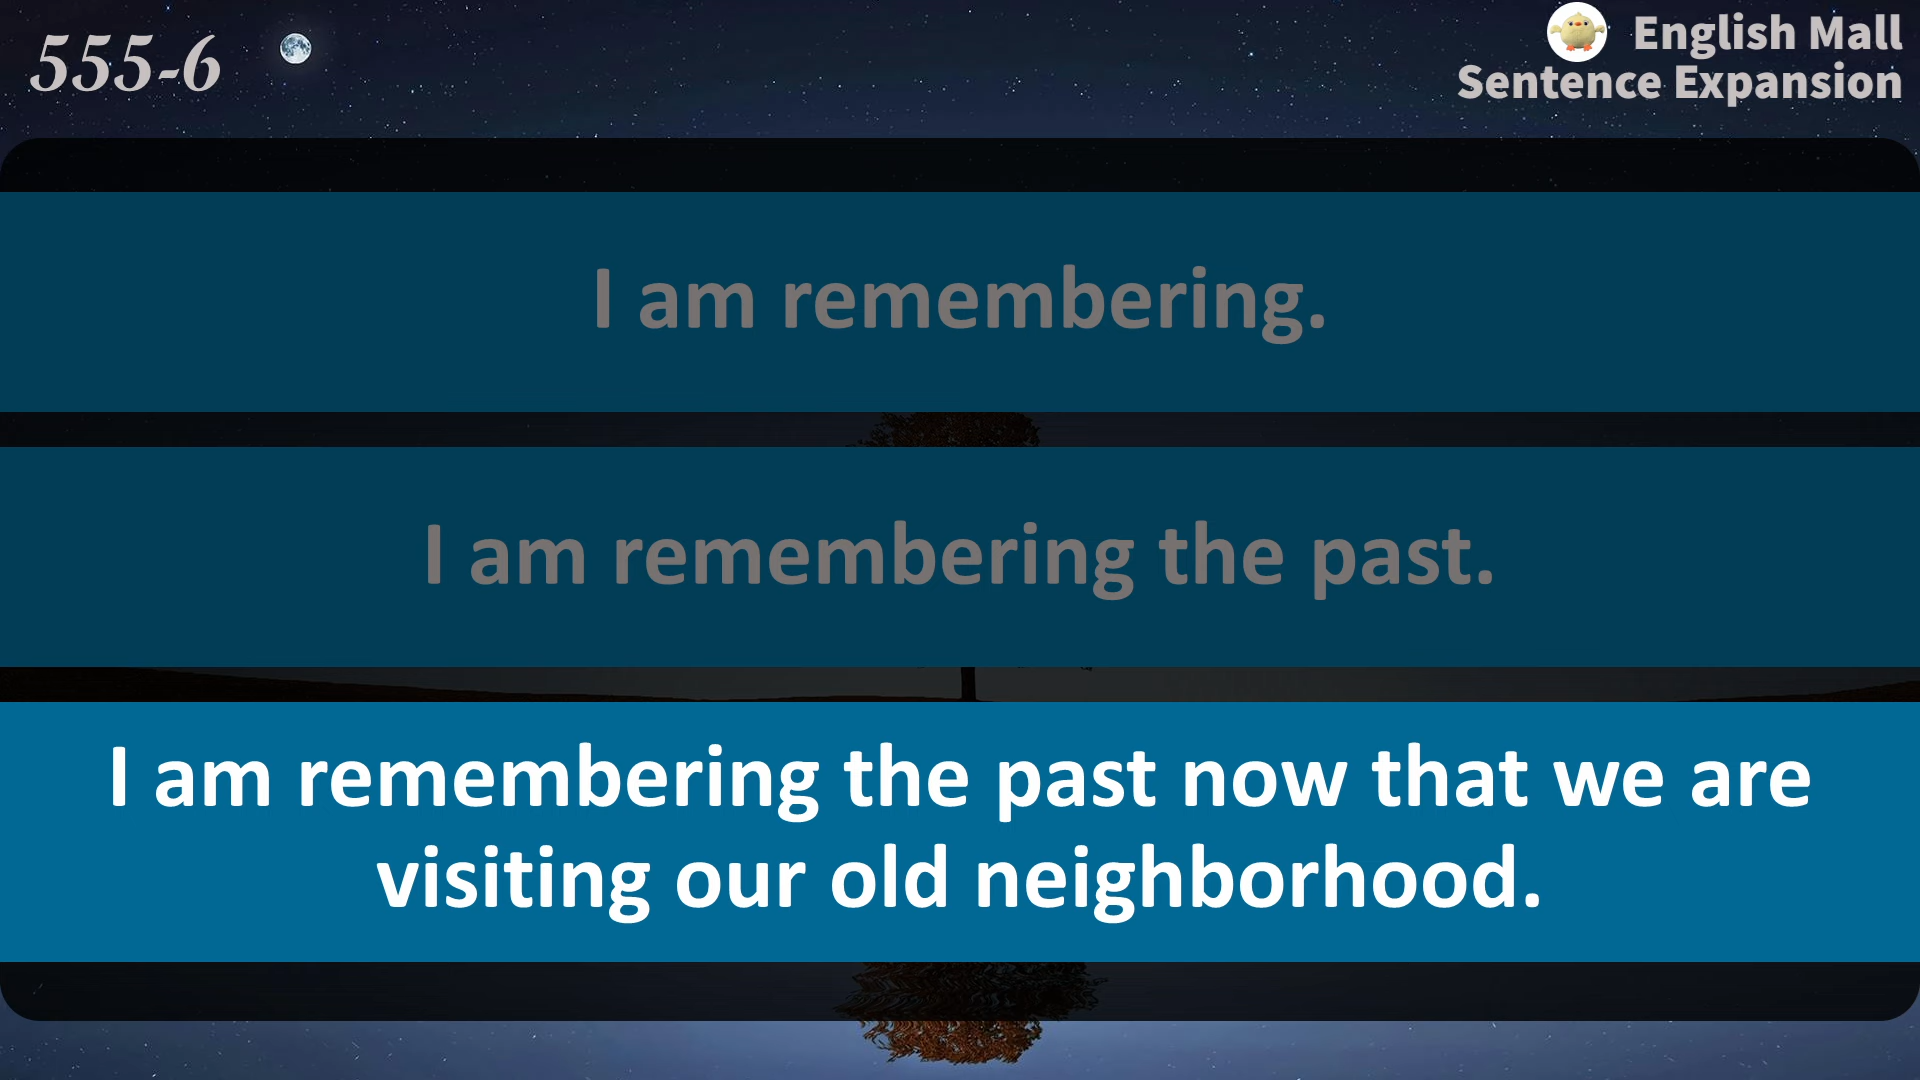 555-6
English Mall
Sentence Expansion
I am remembering.
I am remembering the past.
I am remembering the past now that we are
visiting our old neighborhood.